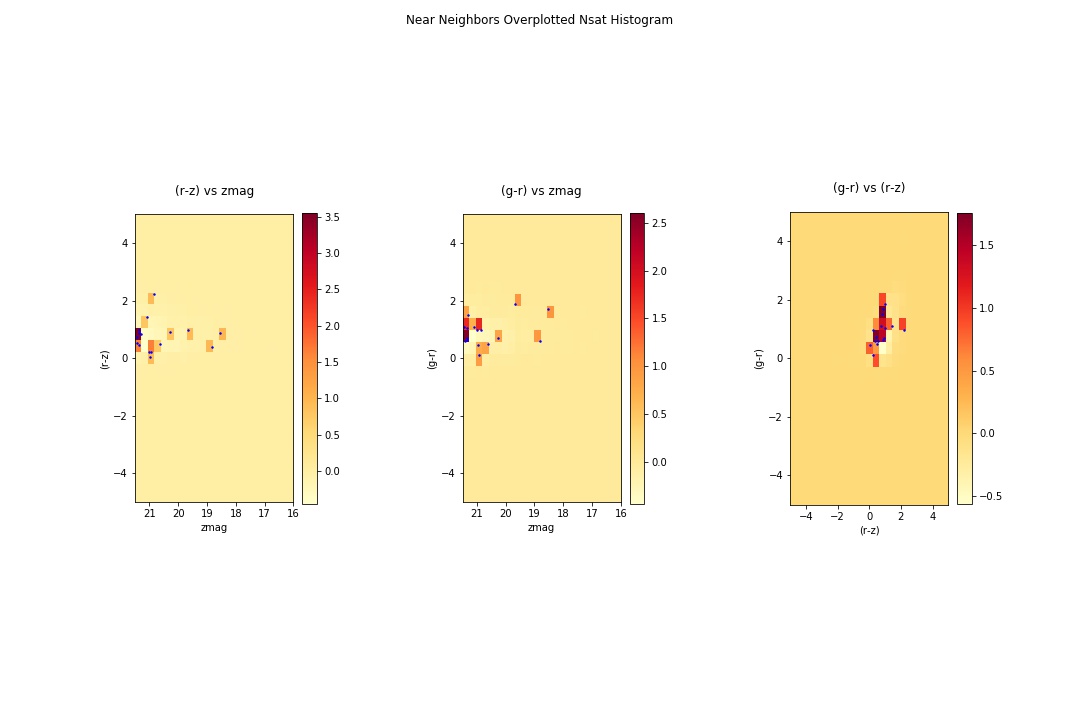 Near Neighbors Overplotted Nsat Histogram
(r-z) vs zmag
(r-z)
4
2
0
−2
−4
21 20 19 18 17 16
zmag
3.5
3.0
2.5
2.0
1.5
1.0
0.5
0.0
(g-r) vs zmag
(g-r)
4
2
0
−2
−4
21 20 19 18 17 16
zmag
2.5
2.0
1.5
1.0
0.5
0.0
(g-r) vs (r-z)
(g-r)
4
2
0
−2
−4
−4 −2 0 2 4
(r-z)
1.5
1.0
0.5
0.0
−0.5